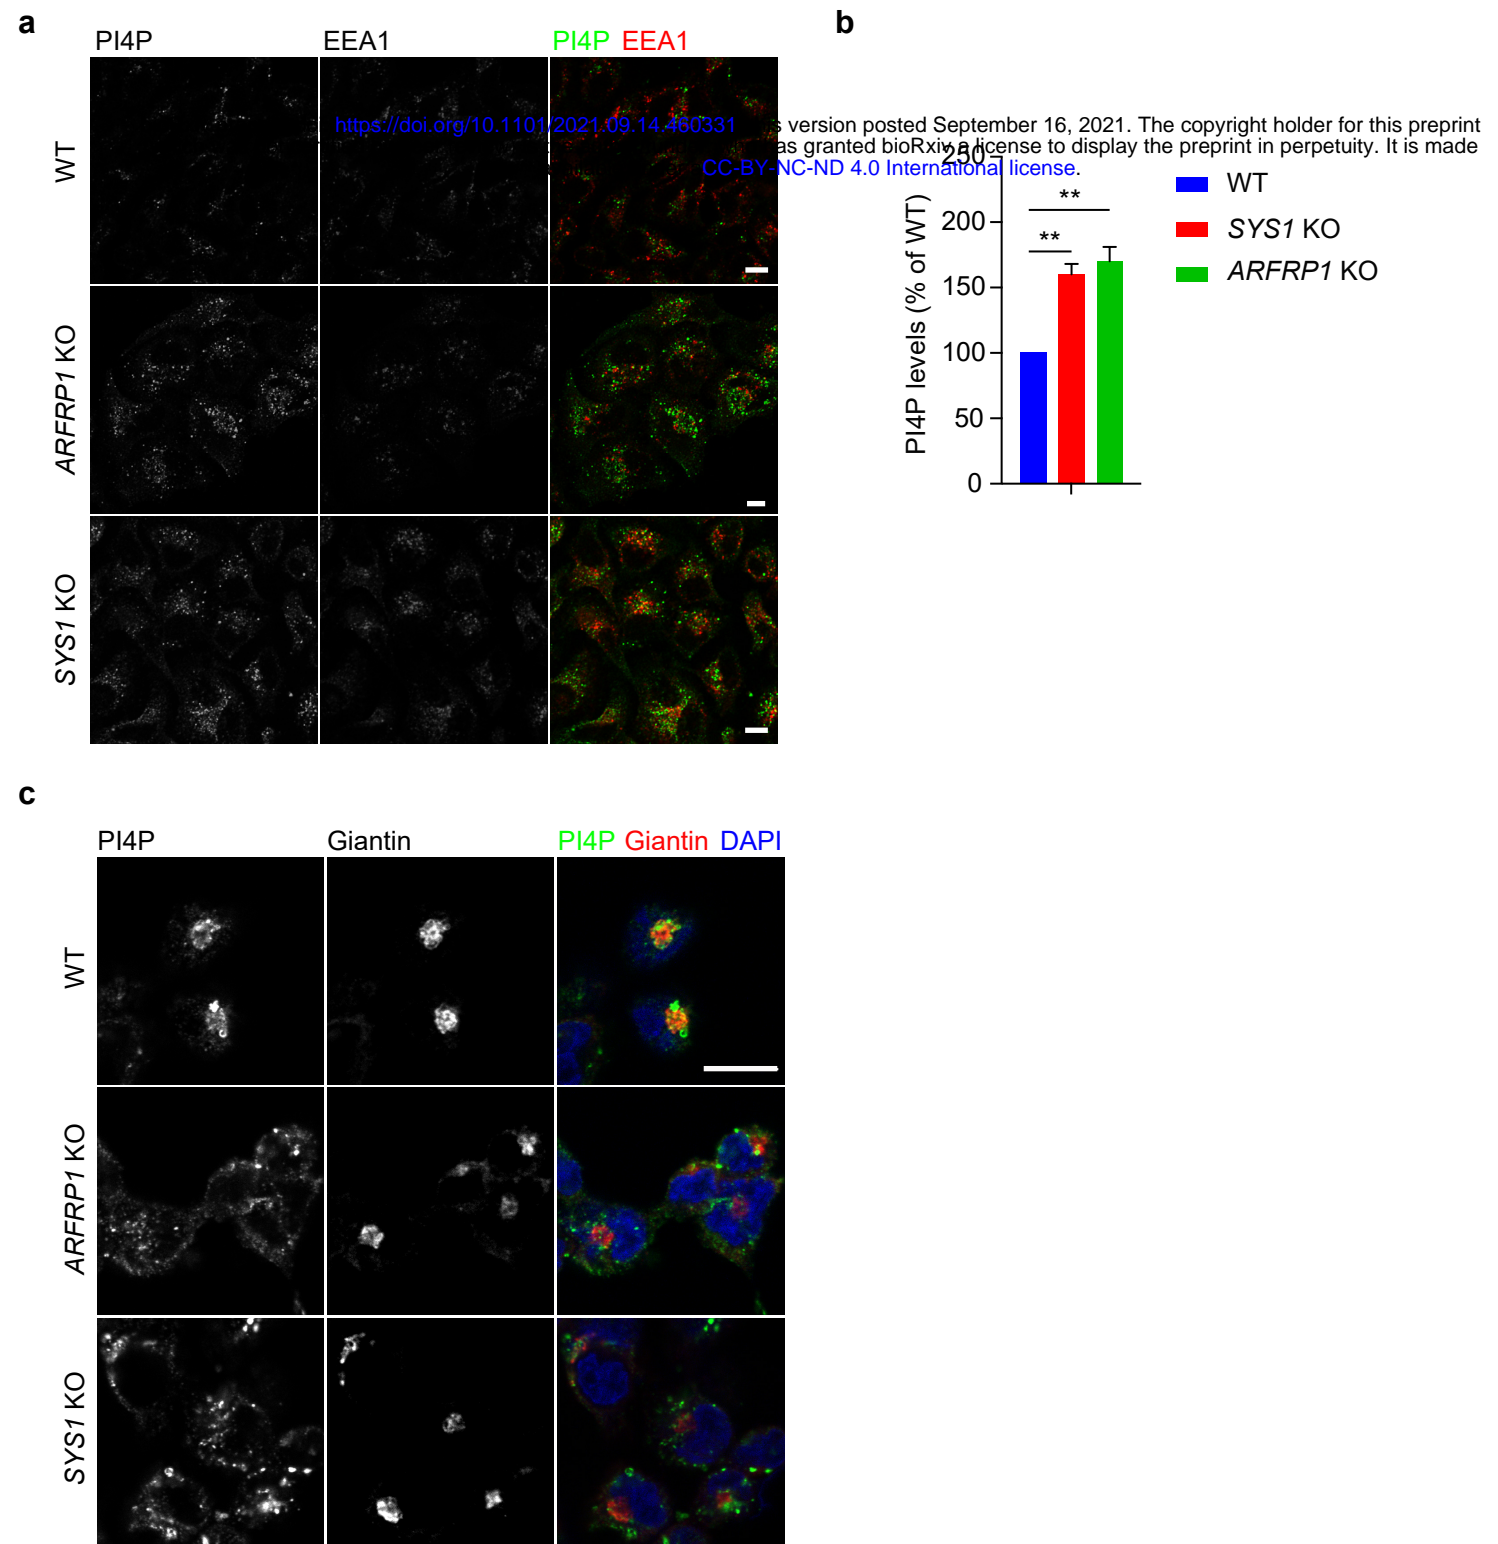 a
b
PI4P EEA1 PI4P EEA1
https://doi.org/10.1101/2021.09.14.460331 s version posted September 16, 2021. The copyright holder for this preprint
as granted bioRxiv a license to display the preprint in perpetuity. It is made
CC-BY-NC-ND 4.0 International license.
WT
ARFRP1 KO
SYS1 KO
PI4P levels (% of WT)
250
200
150
100
50
0
**
**
WT
SYS1 KO
ARFRP1 KO
c
PI4P Giantin PI4P Giantin DAPI
WT
ARFRP1 KO
SYS1 KO